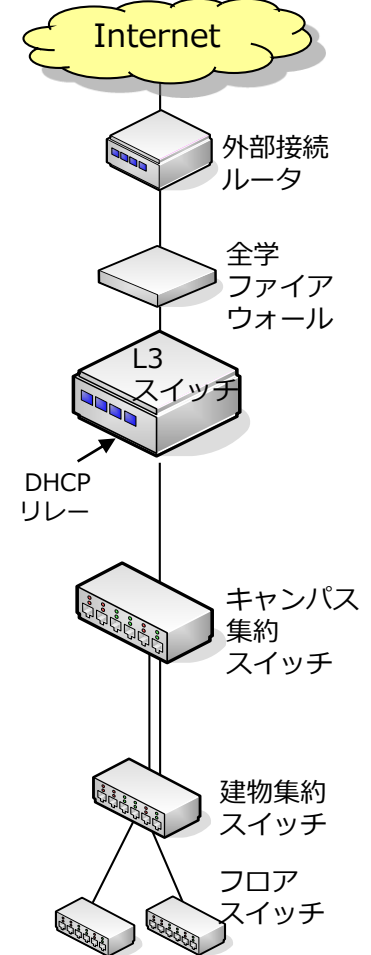 Internet
外部接続
ルータ
全学
ファイア
ウォール
L3
スイッチ
DHCP
リレー
キャンパス
集約
スイッチ
建物集約
スイッチ
フロア
スイッチ